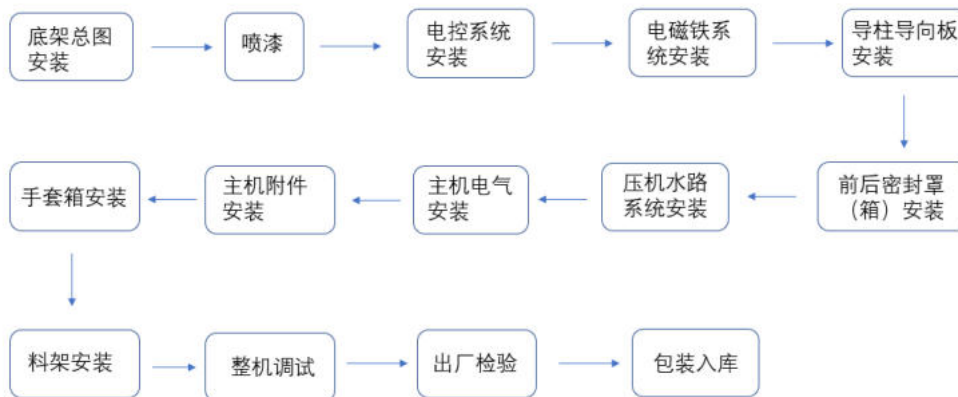 底架总图
安装
喷漆
电控系统
安装
电磁铁系
统安装
导柱导向板
安装
前后密封罩
（箱）安装
压机水路
系统安装
主机电气
安装
主机附件
安装
手套箱安装
料架安装
整机调试
出厂检验
包装入库